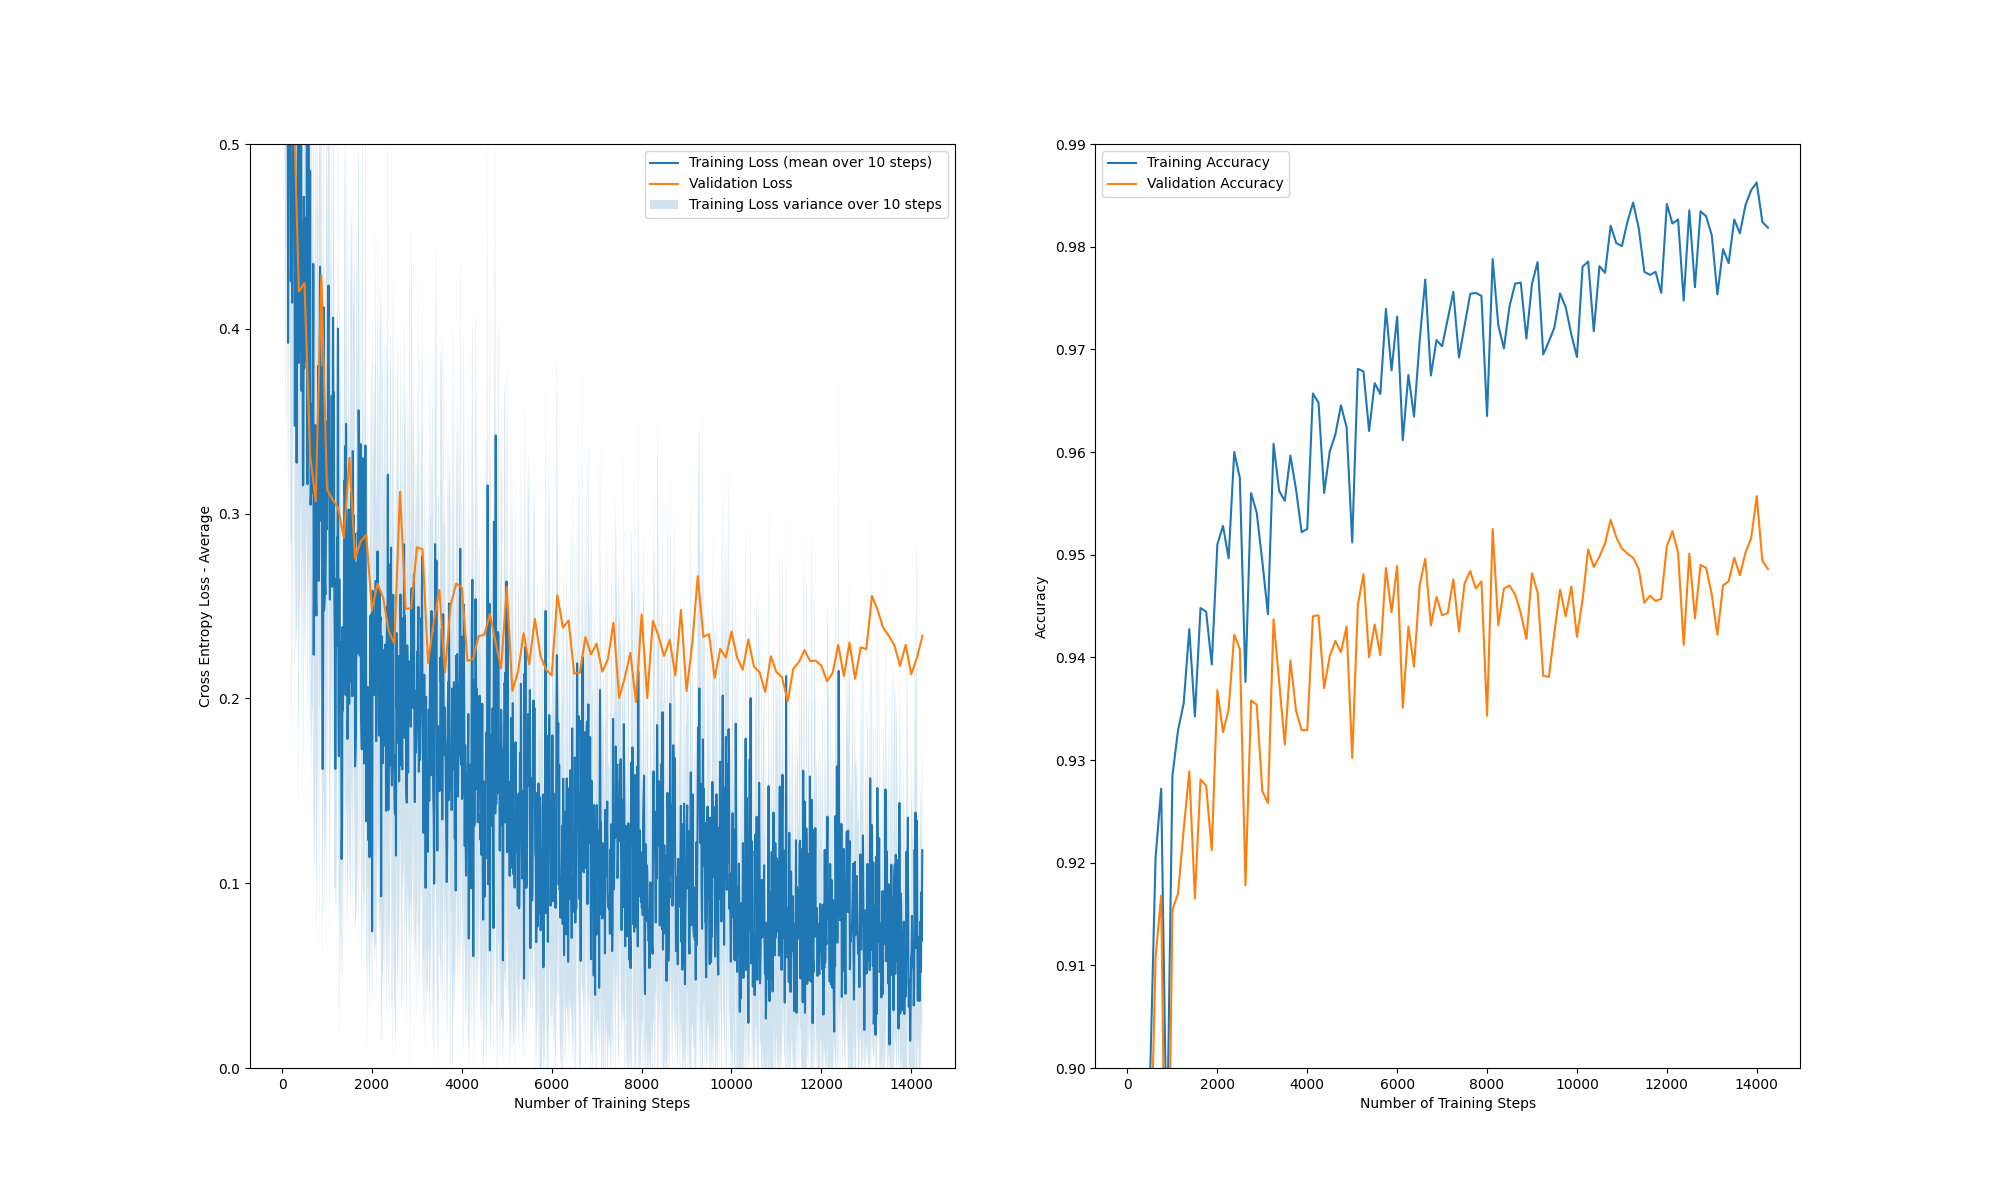 0.5
0.4
0.3
0.2
0.1
0.0
Cross Entropy Loss - Average
Training Loss (mean over 10 steps)
Validation Loss
Training Loss variance over 10 steps
0 2000 4000 6000 8000 10000 12000 14000
Number of Training Steps
0.99
0.98
0.97
0.96
0.95
0.94
0.93
0.92
0.91
0.90
Accuracy
Training Accuracy
Validation Accuracy
0 2000 4000 6000 8000 10000 12000 14000
Number of Training Steps